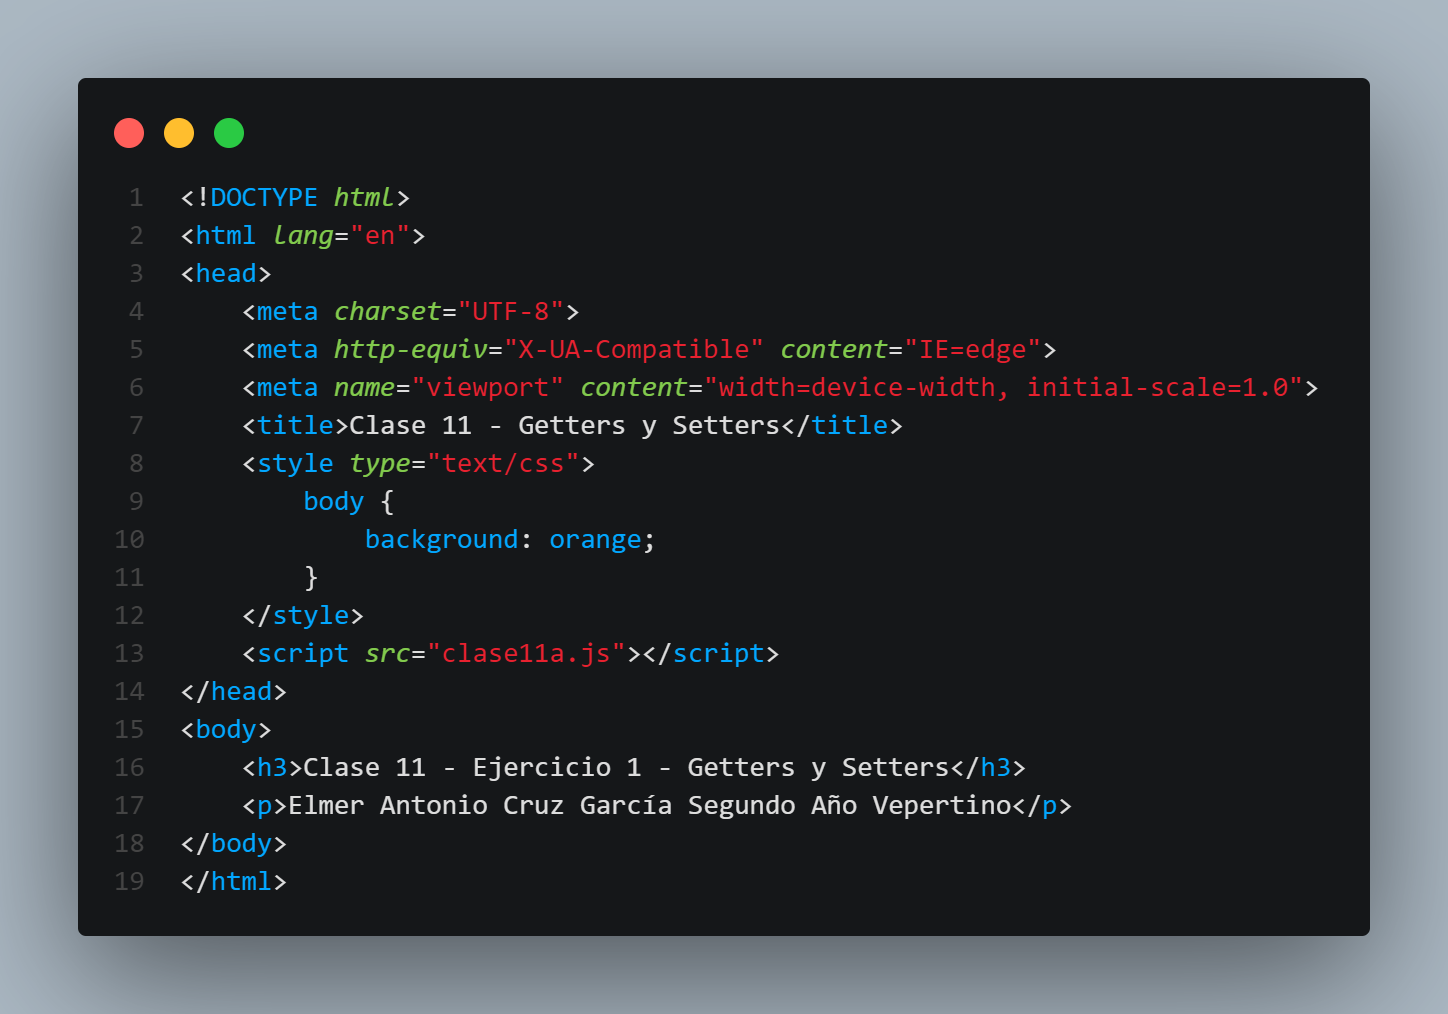 1 <!DOCTYPE html>
2 <html lang="en">
3 <head>
4     <meta charset="UTF-8">
5     <meta http-equiv="X-UA-Compatible" content="IE=edge">
6     <meta name="viewport" content="width=device-width, initial-scale=1.0">
7     <title>Clase 11 - Getters y Setters</title>
8     <style type="text/css">
9         body {
10             background: orange;
11         }
12     </style>
13     <script src="clase11a.js"></script>
14 </head>
15 <body>
16     <h3>Clase 11 - Ejercicio 1 - Getters y Setters</h3>
17     <p>Elmer Antonio Cruz García Segundo Año Vepertino</p>
18 </body>
19 </html>